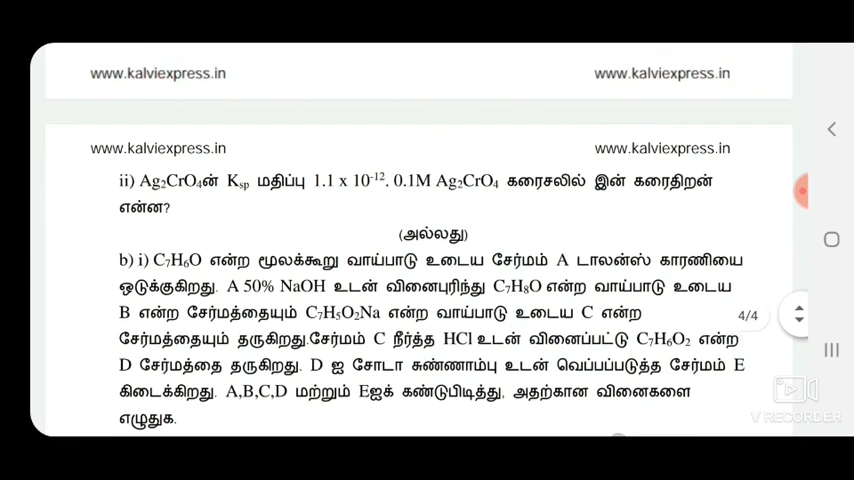 www.kalviexpress.in www.kalviexpress.in
www.kalviexpress.in www.kalviexpress.in
ii) Ag₂CrO₄ன் Ksp மதிப்பு 1.1 x 10⁻¹². 0.1M Ag₂CrO₄ கரைசலில் இன் கரைதிறன்
என்ன?
(அல்லது)
b) i) C₇H₆O என்ற மூலக்கூறு வாய்பாடு உடைய சேர்மம் A டாலன்ஸ் காரணியை
ஒடுக்குகிறது. A 50% NaOH உடன் வினைபுரிந்து C₇H₈O என்ற வாய்பாடு உடைய
B என்ற சேர்மத்தையும் C₇H₅O₂Na என்ற வாய்பாடு உடைய C என்ற
சேர்மத்தையும் தருகிறது.சேர்மம் C நீர்த்த HCl உடன் வினைப்பட்டு C₇H₆O₂ என்ற
D சேர்மத்தை தருகிறது. D ஐ சோடா சுண்ணாம்பு உடன் வெப்பப்படுத்த சேர்மம் E
கிடைக்கிறது. A,B,C,D மற்றும் Eஐக் கண்டுபிடித்து, அதற்கான வினைகளை
எழுதுக.
4/4
V RECORDER